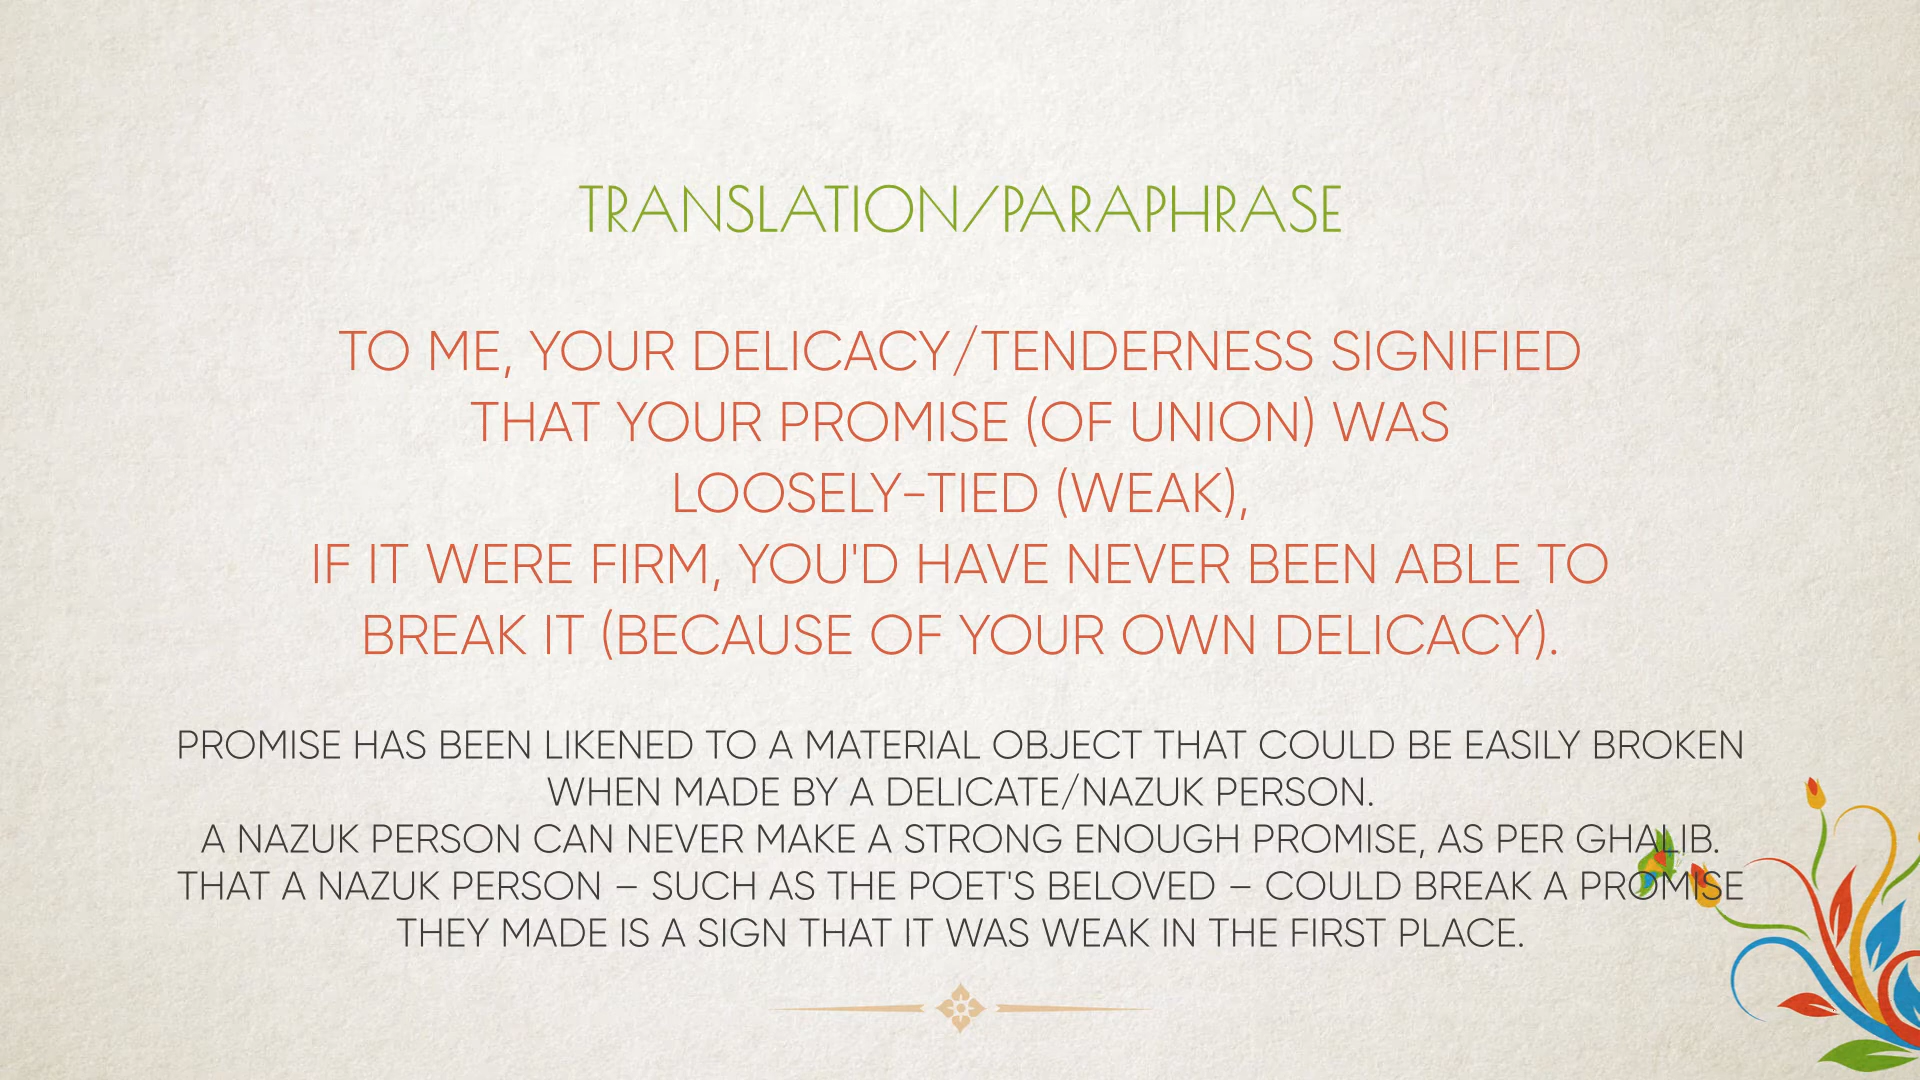 TRANSLATION/PARAPHRASE
TO ME, YOUR DELICACY/TENDERNESS SIGNIFIED
THAT YOUR PROMISE (OF UNION) WAS
LOOSELY-TIED (WEAK),
IF IT WERE FIRM, YOU'D HAVE NEVER BEEN ABLE TO
BREAK IT (BECAUSE OF YOUR OWN DELICACY).
PROMISE HAS BEEN LIKENED TO A MATERIAL OBJECT THAT COULD BE EASILY BROKEN
WHEN MADE BY A DELICATE/NAZUK PERSON.
A NAZUK PERSON CAN NEVER MAKE A STRONG ENOUGH PROMISE, AS PER GHALIB.
THAT A NAZUK PERSON – SUCH AS THE POET'S BELOVED – COULD BREAK A PROMISE
THEY MADE IS A SIGN THAT IT WAS WEAK IN THE FIRST PLACE.